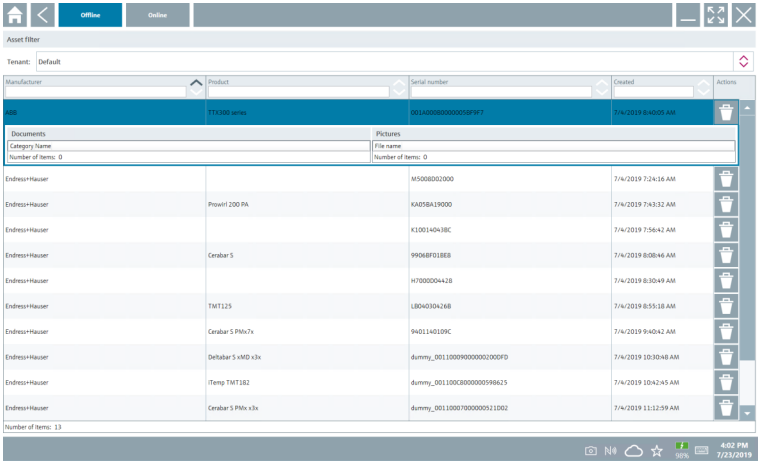 Offline Online
Asset filter
Tenant: Default
Manufacturer Product Serial number Created Actions
ABB TTX300 series 001A00080000005BF9F7 7/4/2019 6:40:05 AM
Documents Pictures
Category Name File name
Number of items: 0 Number of items: 0
Endress+Hauser M5008D02000 7/4/2019 7:24:16 AM
Endress+Hauser Prowirl 200 PA KA05BA19000 7/4/2019 7:43:32 AM
Endress+Hauser K10014043BC 7/4/2019 7:56:42 AM
Endress+Hauser Cerabar S 9906BF01BE8 7/4/2019 8:08:46 AM
Endress+Hauser H7000D04428 7/4/2019 8:30:49 AM
Endress+Hauser TMT125 LB04030426B 7/4/2019 8:55:18 AM
Endress+Hauser Cerabar S PMx7x 9401140109C 7/4/2019 9:40:42 AM
Endress+Hauser Deltabar S xMD x3x dummy_00110009000000200DFD 7/4/2019 10:30:48 AM
Endress+Hauser iTemp TMT182 dummy_001100C8000000598625 7/4/2019 10:42:45 AM
Endress+Hauser Cerabar S PMx x3x dummy_00110007000000521D02 7/4/2019 11:12:59 AM
Number of items: 13
98% 4:02 PM
7/23/2019